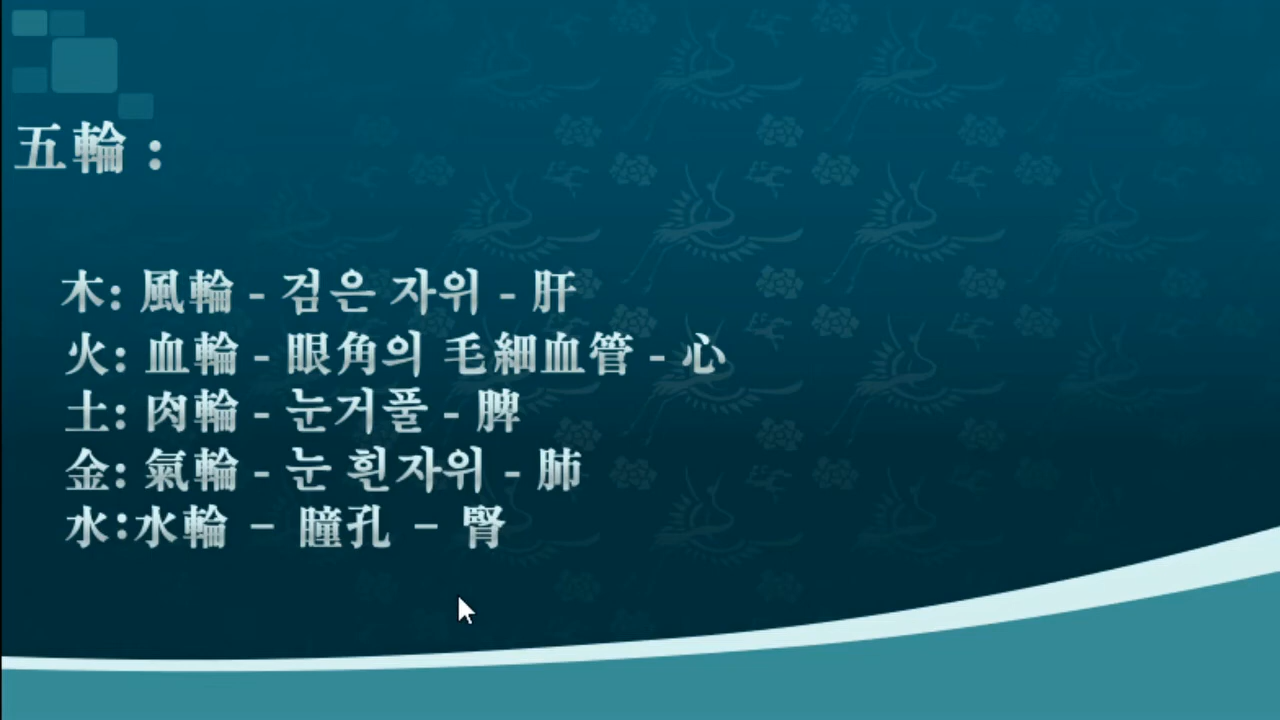 五輪 :
木: 風輪 - 검은 자위 - 肝
火: 血輪 - 眼角의 毛細血管 - 心
土: 肉輪 - 눈거풀 - 脾
金: 氣輪 - 눈 흰자위 - 肺
水:水輪 – 瞳孔 – 腎